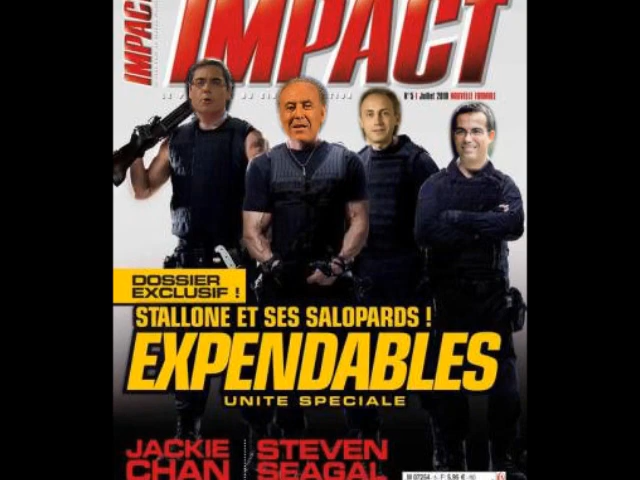 IMPACT
IMPACT
N°5 / Juillet 2010 NOUVELLE FORMULE
DOSSIER
EXCLUSIF !
STALLONE ET SES SALOPARDS !
EXPENDABLES
UNITE SPECIALE
JACKIE
CHAN
STEVEN
SEAGAL